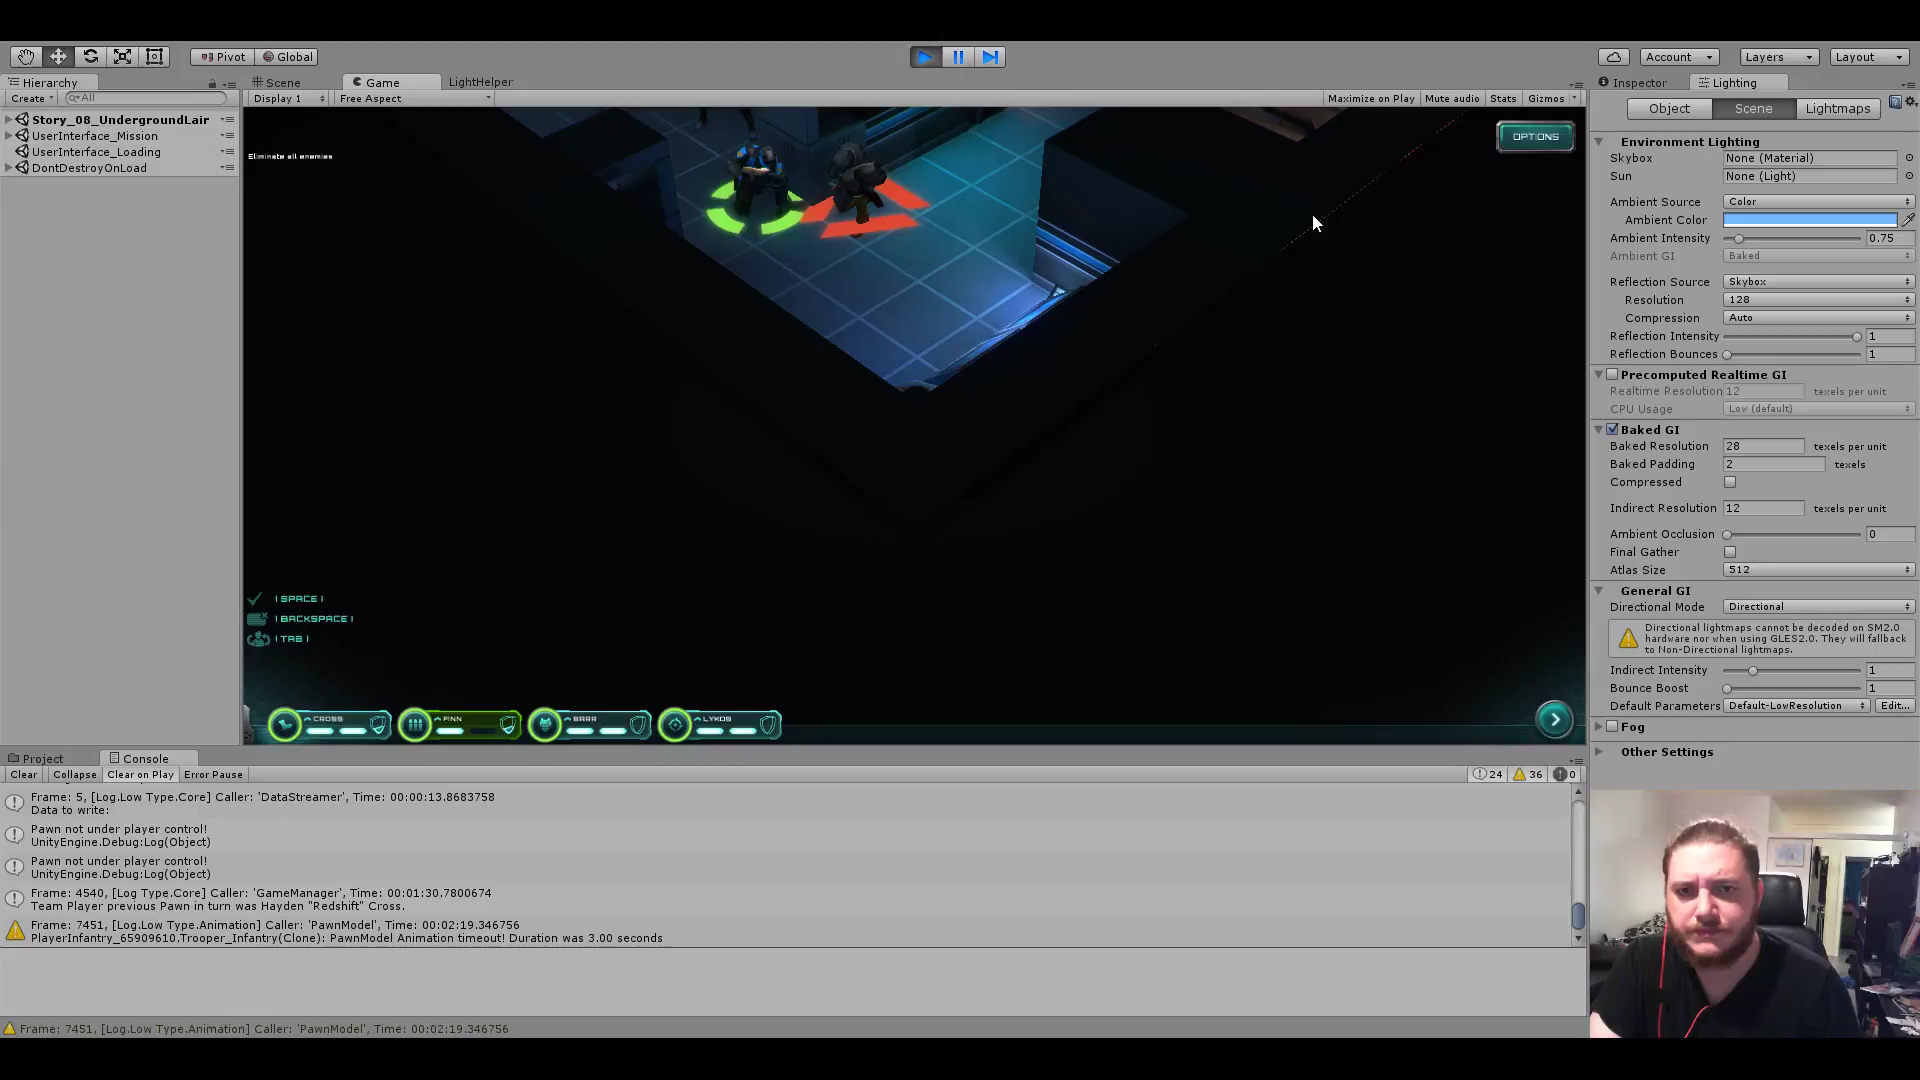 Pivot
Global
Account
Layers
Layout
Hierarchy
Scene
Game
LightHelper
Inspector
Lighting
Create
All
Display 1
Free Aspect
Maximize on Play
Mute audio
Stats
Gizmos
Object
Scene
Lightmaps
Story_08_UndergroundLair
UserInterface_Mission
UserInterface_Loading
DontDestroyOnLoad
Eliminate all enemies
OPTIONS
[ SPACE ]
[ BACKSPACE ]
[ TAB ]
CROSS
FINN
BARR
LYKOS
Environment Lighting
Skybox None (Material)
Sun None (Light)
Ambient Source Color
Ambient Color
Ambient Intensity 0.75
Ambient GI Baked
Reflection Source Skybox
Resolution 128
Compression Auto
Reflection Intensity 1
Reflection Bounces 1
Precomputed Realtime GI
Realtime Resolution 12 texels per unit
CPU Usage Low (default)
Baked GI
Baked Resolution 28 texels per unit
Baked Padding 2 texels
Compressed
Indirect Resolution 12 texels per unit
Ambient Occlusion 0
Final Gather
Atlas Size 512
General GI
Directional Mode Directional
Directional lightmaps cannot be decoded on SM2.0
hardware nor when using GLES2.0. They will fallback
to Non-Directional lightmaps.
Indirect Intensity 1
Bounce Boost 1
Default Parameters Default-LowResolution Edit...
Fog
Other Settings
Project
Console
Clear
Collapse
Clear on Play
Error Pause
24
36
0
Frame: 5, [Log.Low Type.Core] Caller: 'DataStreamer', Time: 00:00:13.8683758
Data to write:
Pawn not under player control!
UnityEngine.Debug:Log(Object)
Pawn not under player control!
UnityEngine.Debug:Log(Object)
Frame: 4540, [Log Type.Core] Caller: 'GameManager', Time: 00:01:30.7800674
Team Player previous Pawn in turn was Hayden "Redshift" Cross.
Frame: 7451, [Log.Low Type.Animation] Caller: 'PawnModel', Time: 00:02:19.346756
PlayerInfantry_65909610.Trooper_Infantry(Clone): PawnModel Animation timeout! Duration was 3.00 seconds
Frame: 7451, [Log.Low Type.Animation] Caller: 'PawnModel', Time: 00:02:19.346756